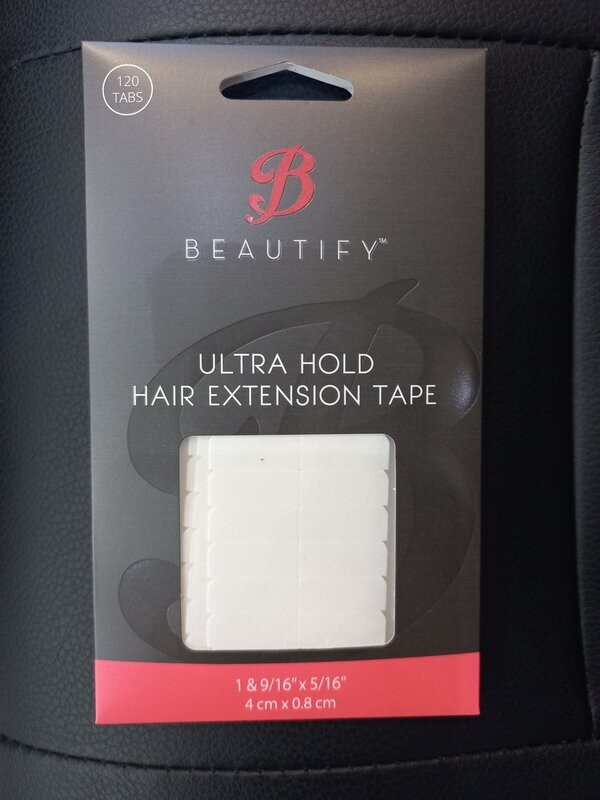 120
TABS
B
BEAUTIFY™
ULTRA HOLD
HAIR EXTENSION TAPE
1 & 9/16" x 5/16"
4 cm x 0.8 cm